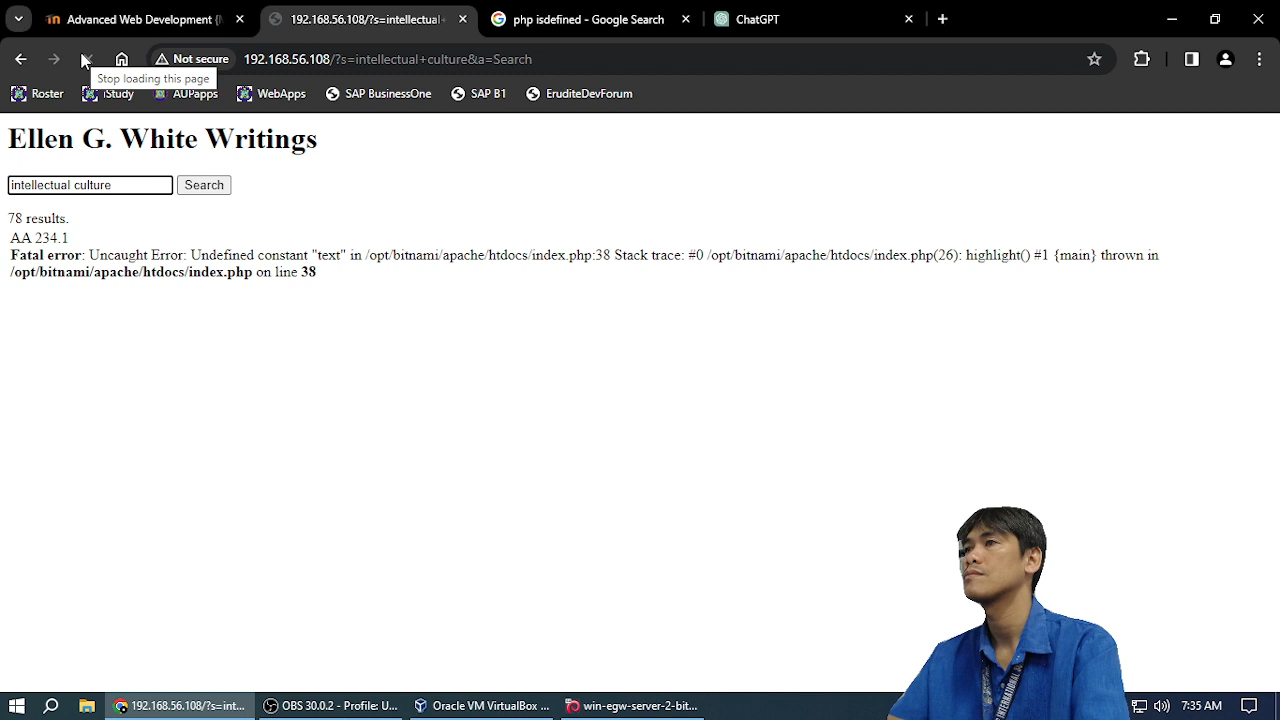 Advanced Web Development (I
192.168.56.108/?s=intellectual+
php isdefined - Google Search
ChatGPT
Not secure
192.168.56.108/?s=intellectual+culture&a=Search
Stop loading this page
Roster
iStudy
AUPapps
WebApps
SAP BusinessOne
SAP B1
EruditeDevForum
Ellen G. White Writings
intellectual culture
Search
78 results.
AA 234.1
Fatal error: Uncaught Error: Undefined constant "text" in /opt/bitnami/apache/htdocs/index.php:38 Stack trace: #0 /opt/bitnami/apache/htdocs/index.php(26): highlight() #1 {main} thrown in
/opt/bitnami/apache/htdocs/index.php on line 38
192.168.56.108/?s=int...
OBS 30.0.2 - Profile: U...
Oracle VM VirtualBox ...
win-egw-server-2-bit...
7:35 AM